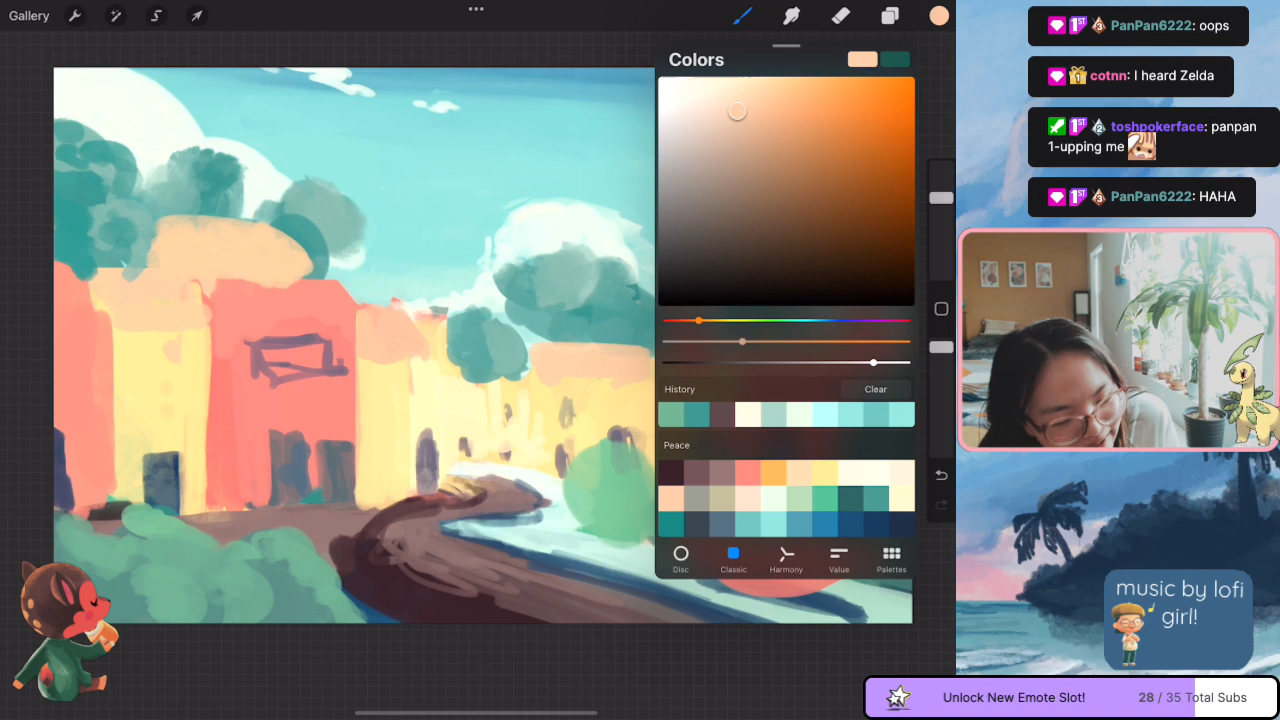 Gallery
Colors
History
Clear
Peace
Disc
Classic
Harmony
Value
Palettes
PanPan6222: oops
cotnn: I heard Zelda
toshpokerface: panpan
1-upping me
PanPan6222: HAHA
music by lofi
girl!
Unlock New Emote Slot!
28 / 35 Total Subs